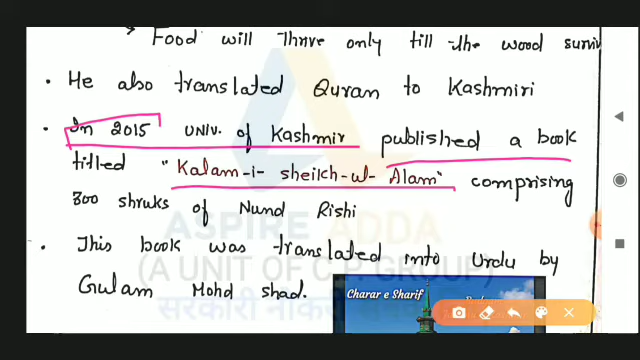 Food will Thrive only till the wood surviv
• He also translated Quran to Kashmiri
• In 2015 univ. of Kashmir published a book
titled "Kalam-i- Sheikh-ul- Alam" comprising
300 shruks of Nund Rishi
ASPIRE ADDA
• This book was translated into Urdu by
(A UNIT OF C.P. GROUP)
Gulam Mohd shad.
सरकारी नौकरी
Charar e Sharif